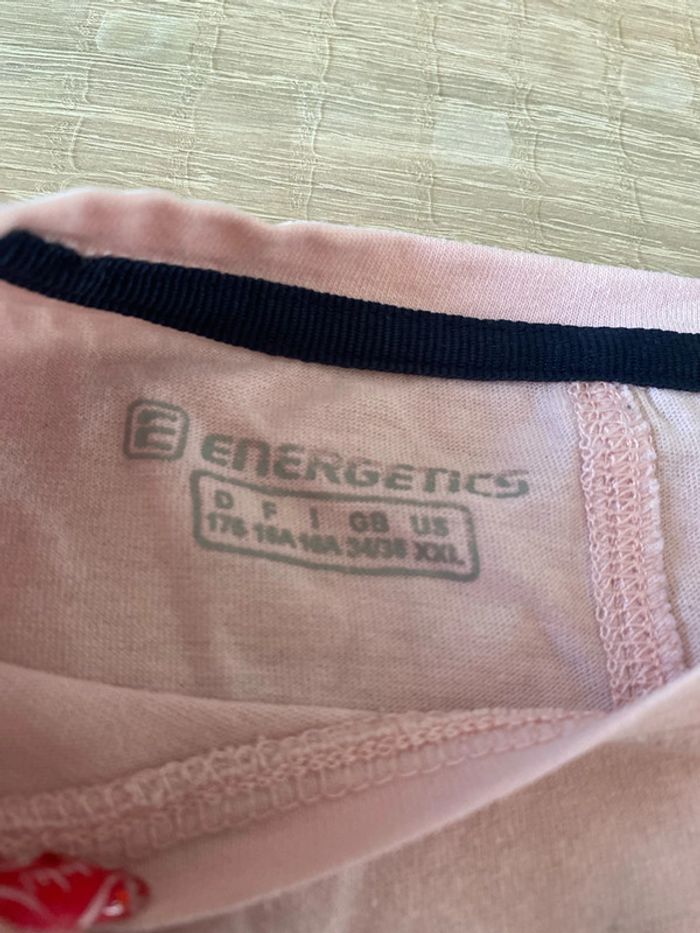 E ENERGETICS
D F I GB US
176 16A 16A 34/36 XXL